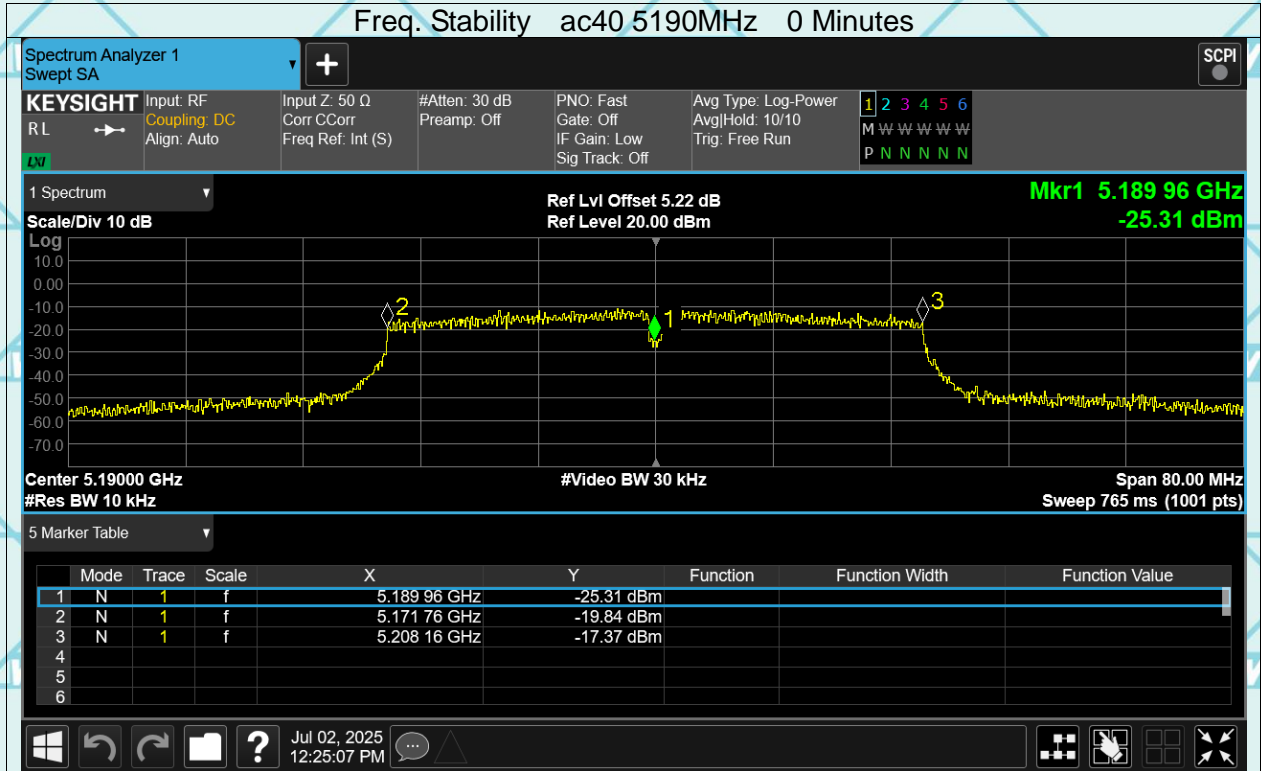 Freq. Stability ac40 5190MHz 0 Minutes
Spectrum Analyzer 1
Swept SA
SCPI
KEYSIGHT
RL
LXI
Input: RF
Coupling: DC
Align: Auto
Input Z: 50 Ω
Corr CCorr
Freq Ref: Int (S)
#Atten: 30 dB
Preamp: Off
PNO: Fast
Gate: Off
IF Gain: Low
Sig Track: Off
Avg Type: Log-Power
Avg|Hold: 10/10
Trig: Free Run
1 2 3 4 5 6
M W W W W W
P N N N N N
1 Spectrum
Scale/Div 10 dB
Ref Lvl Offset 5.22 dB
Ref Level 20.00 dBm
Mkr1 5.189 96 GHz
-25.31 dBm
Log
10.0
0.00
-10.0
-20.0
-30.0
-40.0
-50.0
-60.0
-70.0
2
1
3
Center 5.19000 GHz
#Res BW 10 kHz
#Video BW 30 kHz
Span 80.00 MHz
Sweep 765 ms (1001 pts)
5 Marker Table
Mode Trace Scale X Y Function Function Width Function Value
1 N 1 f 5.189 96 GHz -25.31 dBm
2 N 1 f 5.171 76 GHz -19.84 dBm
3 N 1 f 5.208 16 GHz -17.37 dBm
4
5
6
?
Jul 02, 2025
12:25:07 PM